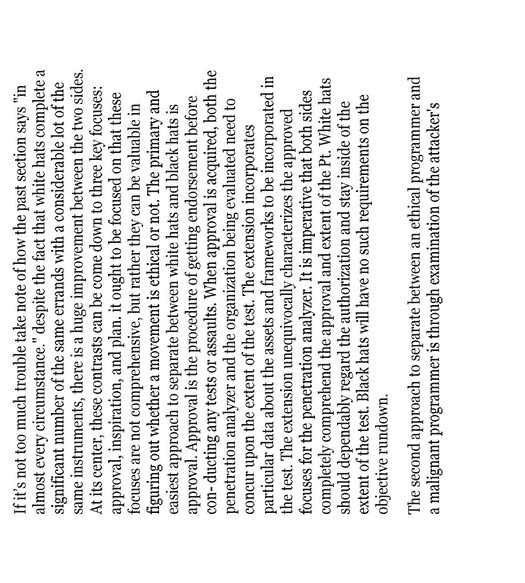 If it's not too much trouble take note of how the past section says "in
almost every circumstance." despite the fact that white hats complete a
significant number of the same errands with a considerable lot of the
same instruments, there is a huge improvement between the two sides.
At its center, these contrasts can be come down to three key focuses:
approval, inspiration, and plan. it ought to be focused on that these
focuses are not comprehensive, but rather they can be valuable in
figuring out whether a movement is ethical or not. The primary and
easiest approach to separate between white hats and black hats is
approval. Approval is the procedure of getting endorsement before
con- ducting any tests or assaults. When approval is acquired, both the
penetration analyzer and the organization being evaluated need to
concur upon the extent of the test. The extension incorporates
particular data about the assets and frameworks to be incorporated in
the test. The extension unequivocally characterizes the approved
focuses for the penetration analyzer. It is imperative that both sides
completely comprehend the approval and extent of the Pt. White hats
should dependably regard the authorization and stay inside of the
extent of the test. Black hats will have no such requirements on the
objective rundown.
The second approach to separate between an ethical programmer and
a malignant programmer is through examination of the attacker's